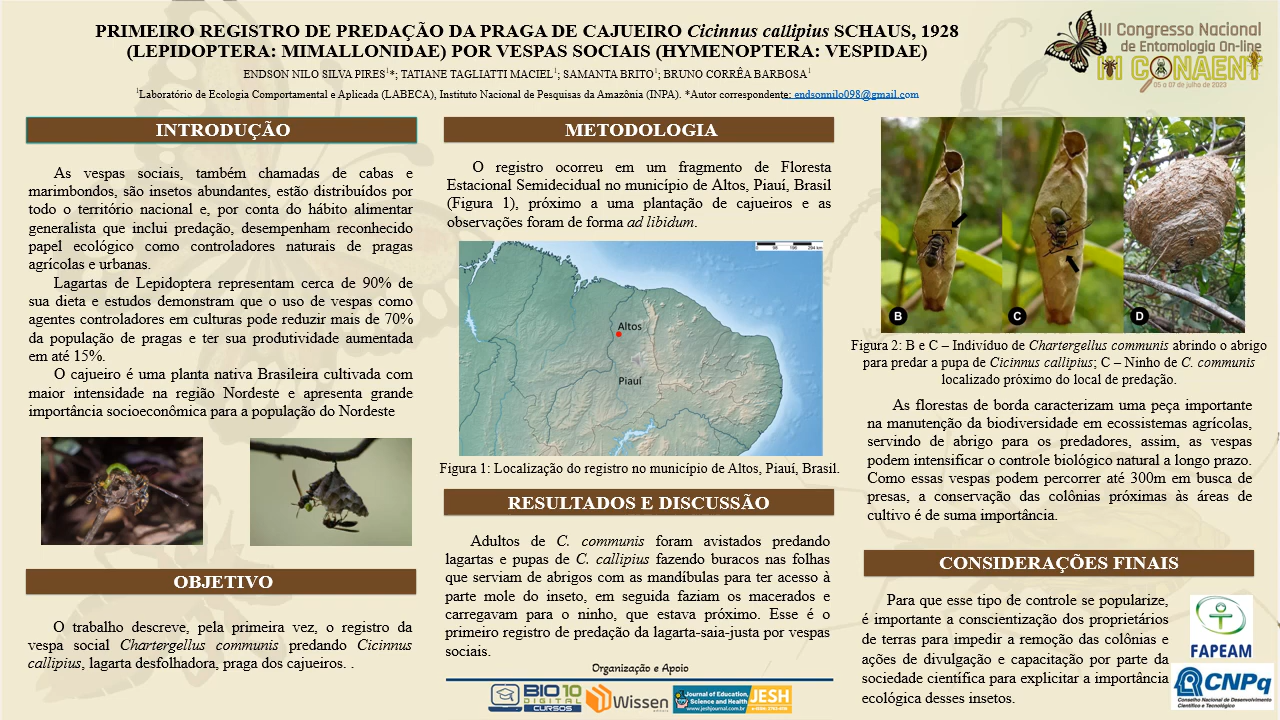 PRIMEIRO REGISTRO DE PREDAÇÃO DA PRAGA DE CAJUEIRO Cicinnus callipius SCHAUS, 1928
(LEPIDOPTERA: MIMALLONIDAE) POR VESPAS SOCIAIS (HYMENOPTERA: VESPIDAE)
ENDSON NILO SILVA PIRES¹*; TATIANE TAGLIATTI MACIEL¹; SAMANTA BRITO¹; BRUNO CORRÊA BARBOSA¹
¹Laboratório de Ecologia Comportamental e Aplicada (LABECA), Instituto Nacional de Pesquisas da Amazônia (INPA). *Autor correspondente: endsonnilo098@gmail.com
III Congresso Nacional
de Entomologia On-line
III CONAENT
05 a 07 de julho de 2023
INTRODUÇÃO
As vespas sociais, também chamadas de cabas e
marimbondos, são insetos abundantes, estão distribuídos por
todo o território nacional e, por conta do hábito alimentar
generalista que inclui predação, desempenham reconhecido
papel ecológico como controladores naturais de pragas
agrícolas e urbanas.
Lagartas de Lepidoptera representam cerca de 90% de
sua dieta e estudos demonstram que o uso de vespas como
agentes controladores em culturas pode reduzir mais de 70%
da população de pragas e ter sua produtividade aumentada
em até 15%.
O cajueiro é uma planta nativa Brasileira cultivada com
maior intensidade na região Nordeste e apresenta grande
importância socioeconômica para a população do Nordeste
OBJETIVO
O trabalho descreve, pela primeira vez, o registro da
vespa social Chartergellus communis predando Cicinnus
callipius, lagarta desfolhadora, praga dos cajueiros. .
METODOLOGIA
O registro ocorreu em um fragmento de Floresta
Estacional Semidecidual no município de Altos, Piauí, Brasil
(Figura 1), próximo a uma plantação de cajueiros e as
observações foram de forma ad libidum.
Altos
Piauí
Figura 1: Localização do registro no município de Altos, Piauí, Brasil.
RESULTADOS E DISCUSSÃO
Adultos de C. communis foram avistados predando
lagartas e pupas de C. callipius fazendo buracos nas folhas
que serviam de abrigos com as mandíbulas para ter acesso à
parte mole do inseto, em seguida faziam os macerados e
carregavam para o ninho, que estava próximo. Esse é o
primeiro registro de predação da lagarta-saia-justa por vespas
sociais.
Organização e Apoio
BIO10
DIGITAL
CURSOS
Wissen
Journal of Education,
Science and Health
www.jeshjournal.com.br
JESH
B
C
D
Figura 2: B e C – Indivíduo de Chartergellus communis abrindo o abrigo
para predar a pupa de Cicinnus callipius; C – Ninho de C. communis
localizado próximo do local de predação.
As florestas de borda caracterizam uma peça importante
na manutenção da biodiversidade em ecossistemas agrícolas,
servindo de abrigo para os predadores, assim, as vespas
podem intensificar o controle biológico natural a longo prazo.
Como essas vespas podem percorrer até 300m em busca de
presas, a conservação das colônias próximas às áreas de
cultivo é de suma importância.
CONSIDERAÇÕES FINAIS
Para que esse tipo de controle se popularize,
é importante a conscientização dos proprietários
de terras para impedir a remoção das colônias e
ações de divulgação e capacitação por parte da
sociedade científica para explicitar a importância
ecológica desses insetos.
FAPEAM
CNPq
Conselho Nacional de Desenvolvimento
Científico e Tecnológico